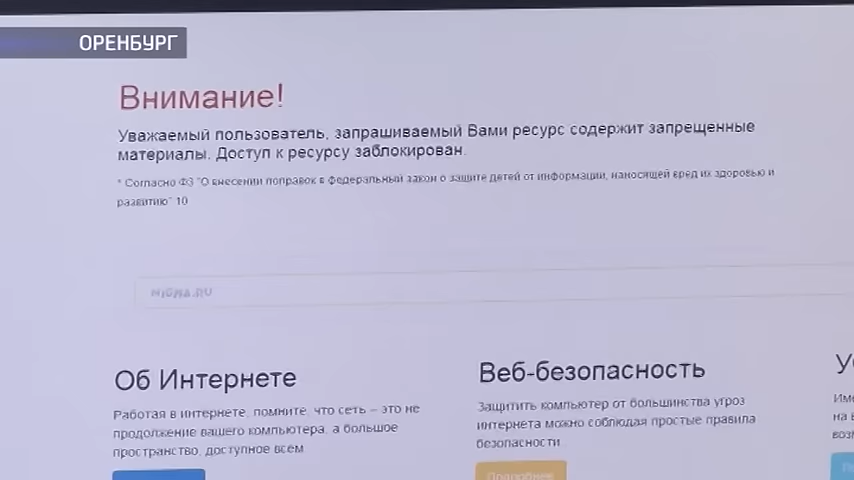 ОРЕНБУРГ
Внимание!
Уважаемый пользователь, запрашиваемый Вами ресурс содержит запрещенные
материалы. Доступ к ресурсу заблокирован.
* Согласно ФЗ "О внесении поправок в федеральный закон о защите детей от информации, наносящей вред их здоровью и
развитию" 10
NIGMA.RU
Об Интернете
Веб-безопасность
Работая в интернете, помните, что сеть – это не
продолжение вашего компьютера, а большое
пространство, доступное всем
Защитить компьютер от большинства угроз
интернета можно соблюдая простые правила
безопасности
Подробнее